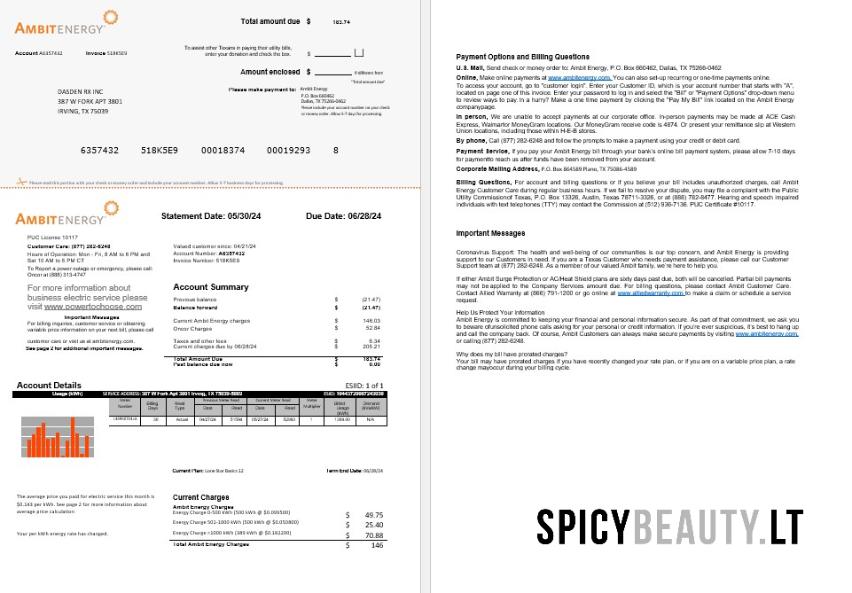 AMBITENERGY
Total amount due $ 183.74
Account A6357432 Invoice 518K5E9
To assist other Texans in paying their utility bills,
enter your donation and check the box. $
Amount enclosed $
"Total amount due"
Please make payment to: Ambit Energy
P.O. Box 660462
Dallas, TX 75266-0462
Please include your account number on your check
or money order. Allow 5-7 business days for processing.
DASDEN RX INC
387 W FORK APT 3801
IRVING, TX 75039
6357432 518K5E9 00018374 00019293 8
Please mail this portion with your check or money order and include your account number. Allow 5-7 business days for processing.
AMBITENERGY
Statement Date: 05/30/24 Due Date: 06/28/24
PUC License 10117
Customer Care: (877) 282-6248
Hours of Operation: Mon - Fri, 8 AM to 8 PM and
Sat 10 AM to 6 PM CT
To Report a power outage or emergency, please call:
Oncor at (888) 313-4747
For more information about
business electric service please
visit www.powertochoose.com
Important Messages
For billing inquiries, customer service or obtaining
variable price information on your next bill, please call
customer care or visit us at ambitenergy.com.
See page 2 for additional important messages.
Valued customer since: 04/21/24
Account Number: A6357432
Invoice Number: 518K5E9
Account Summary
Previous balance $ (21.47)
Balance forward $ (21.47)
Current Ambit Energy charges $ 146.03
Oncor Charges $ 52.84
Taxes and other fees $ 6.34
Current charges due by 06/28/24 $ 205.21
Total Amount Due $ 183.74
Past balance due now $ 0.00
Account Details ESIID: 1 of 1
Usage (kWh) SERVICE ADDRESS: 387 W Fork Apt 3801 Irving, TX 75039
Meter Number Billing Days Read Type Previous Meter Read Current Meter Read Meter Multiplier Billed Usage (kWh) Demand
Date Read Date Read
Actual 04/27/24 05/27/24 1 N/A
Current Plan: Lone Star Basics 12 Term End Date: 06/28/24
The average price you paid for electric service this month is
$0.143 per kWh. See page 2 for more information about
average price calculation
Your per kWh energy rate has changed.
Current Charges
Ambit Energy Charges
Energy Charge 0-500 kWh (500 kWh @ $0.099500) $ 49.75
Energy Charge 501-1000 kWh (500 kWh @ $0.050800) $ 25.40
Energy Charge >1000 kWh $ 70.88
Total Ambit Energy Charges $ 146
Payment Options and Billing Questions
U.S. Mail, Send check or money order to: Ambit Energy, P.O. Box 660462, Dallas, TX 75266-0462
Online, Make online payments at www.ambitenergy.com. You can also set-up recurring or one-time payments online.
To access your account, go to "customer login". Enter your Customer ID, which is your account number that starts with "A",
located on page one of this invoice. Enter your password to log in and select the "Bill" or "Payment Options" drop-down menu
to review ways to pay. In a hurry? Make a one time payment by clicking the "Pay My Bill" link located on the Ambit Energy
companypage.
In person, We are unable to accept payments at our corporate office. In-person payments may be made at ACE Cash
Express, Walmartor MoneyGram locations. Our MoneyGram receive code is 4874. Or present your remittance slip at Western
Union locations, including those within H-E-B stores.
By phone, Call (877) 282-6248 and follow the prompts to make a payment using your credit or debit card.
Payment Service, If you pay your Ambit Energy bill through your bank's online bill payment system, please allow 7-10 days
for paymentto reach us after funds have been removed from your account.
Corporate Mailing Address, P.O. Box 864589 Plano, TX 75086-4589
Billing Questions, For account and billing questions or if you believe your bill includes unauthorized charges, call Ambit
Energy Customer Care during regular business hours. If we dispute, you may file a complaint with the Public
Utility Commissionof Texas, P.O. Box 13326, Austin, Texas 78711-3326, or at (888) 782-8477. Hearing and speech impaired
individuals with text telephones (TTY) may contact the Commission at (512) 936-7136. PUC Certificate #10117.
Important Messages
Coronavirus Support: The health and well-being of our communities is our top concern, and Ambit Energy is providing
support to our customers in need. If you are a Texas Customer who needs payment assistance, please call our Customer
Support team at (877) 282-6248. As a member of our valued Ambit family, we're here to help you.
If either Ambit Surge Protection or AC/Heat Shield plans are sixty days past due, both will be cancelled. Partial bill payments
may not be applied to the Company Services amount due. For billing questions, please contact Ambit Customer Care.
Contact Allied Warranty at (866) 791-1200 or go online at www.alliedwarranty.com to make a claim or schedule a service
request.
Help Us Protect Your Information
Ambit Energy is committed to keeping your financial and personal information secure. As part of that commitment, we ask you
to beware ofunsolicited phone calls asking for your personal or credit information. If you're ever suspicious, it's best to hang up
and call the company back. Of course, Ambit Customers can always make secure payments by visiting www.ambitenergy.com,
or calling (877) 282-6248.
Why does my bill have prorated charges?
Your bill may have prorated charges if you have recently changed your rate plan, or if you are on a variable price plan, a rate
change mayoccur during your billing cycle.
SPICYBEAUTY.LT